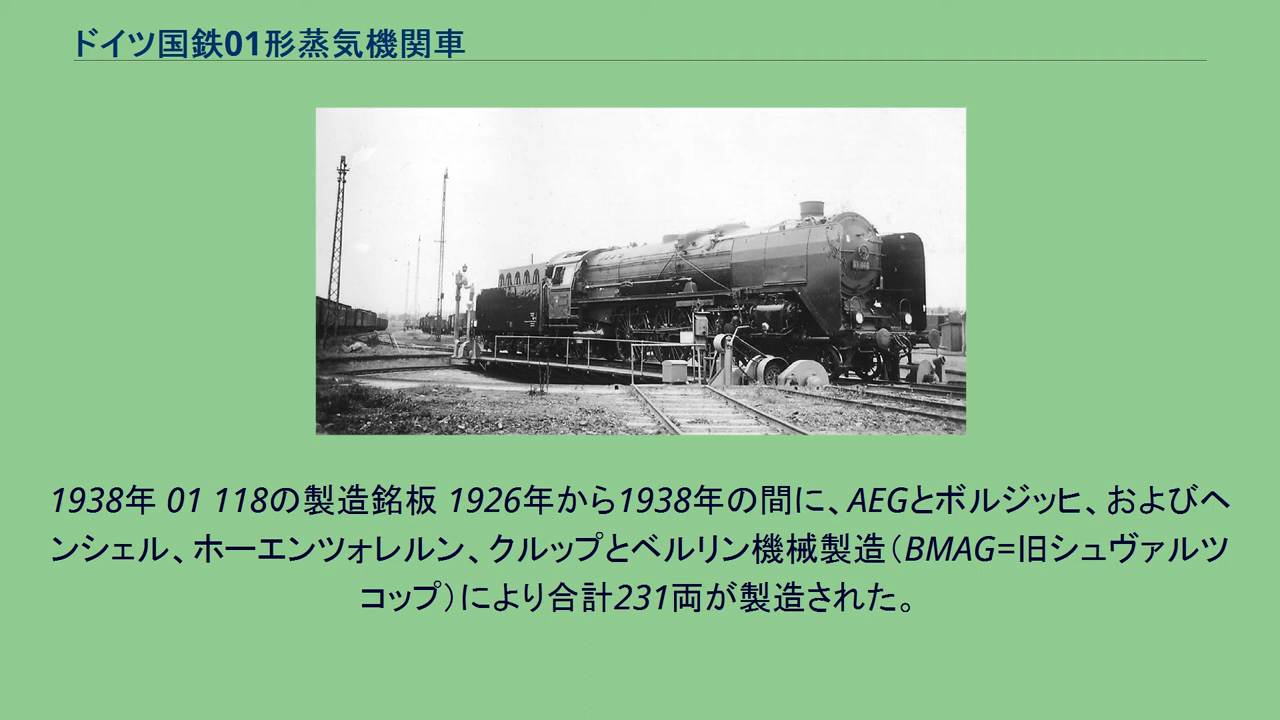 ドイツ国鉄01形蒸気機関車
1938年 01 118の製造銘板 1926年から1938年の間に、AEGとボルジッヒ、およびヘ
ンシェル、ホーエンツォレルン、クルップとベルリン機械製造（BMAG=旧シュヴァルツ
コップ）により合計231両が製造された。